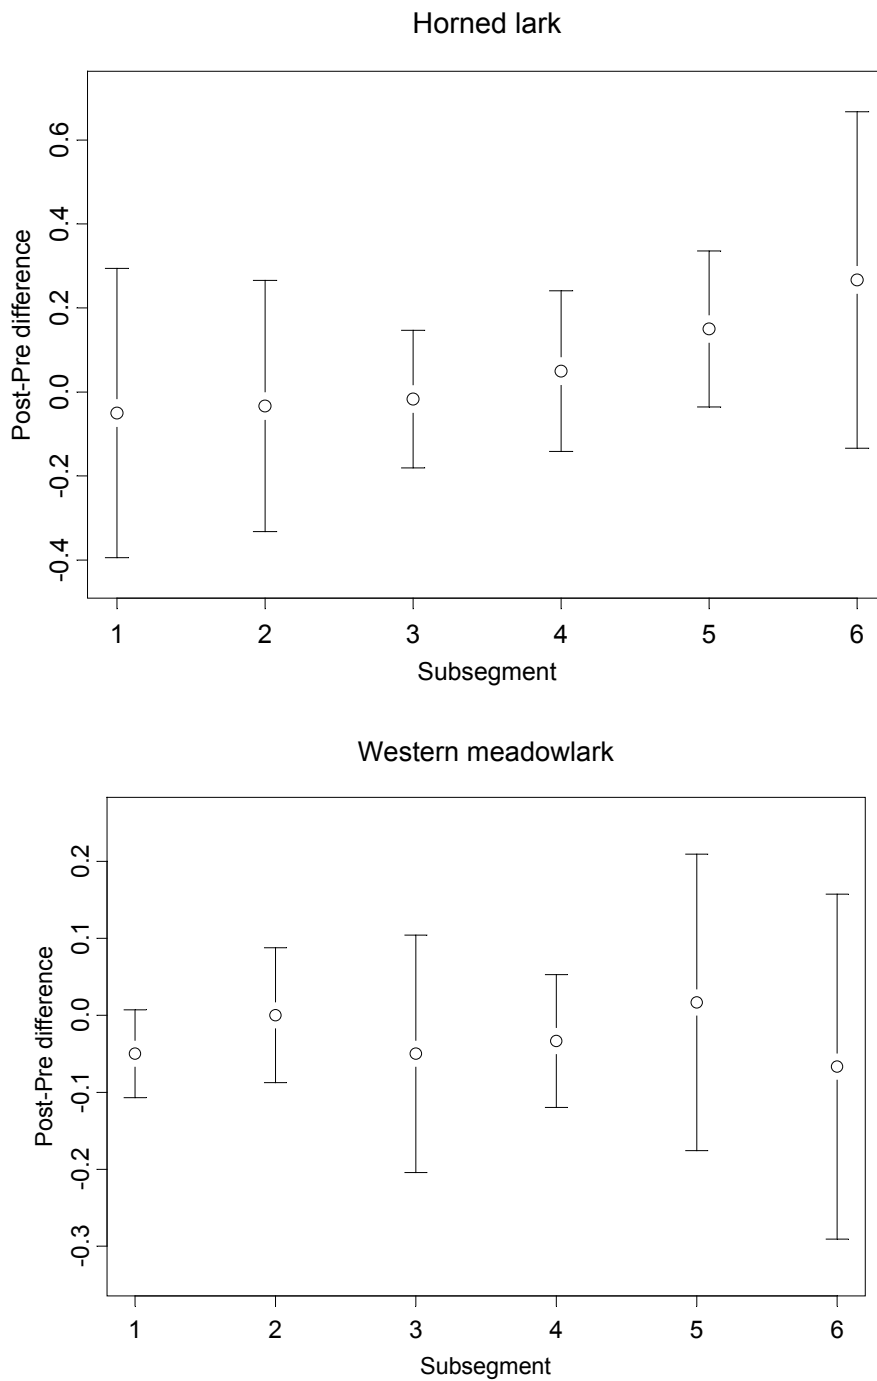 Horned lark
Post-Pre difference
0.6
0.4
0.2
0.0
-0.2
-0.4
1 2 3 4 5 6
Subsegment
Western meadowlark
Post-Pre difference
0.2
0.1
0.0
-0.1
-0.2
-0.3
1 2 3 4 5 6
Subsegment